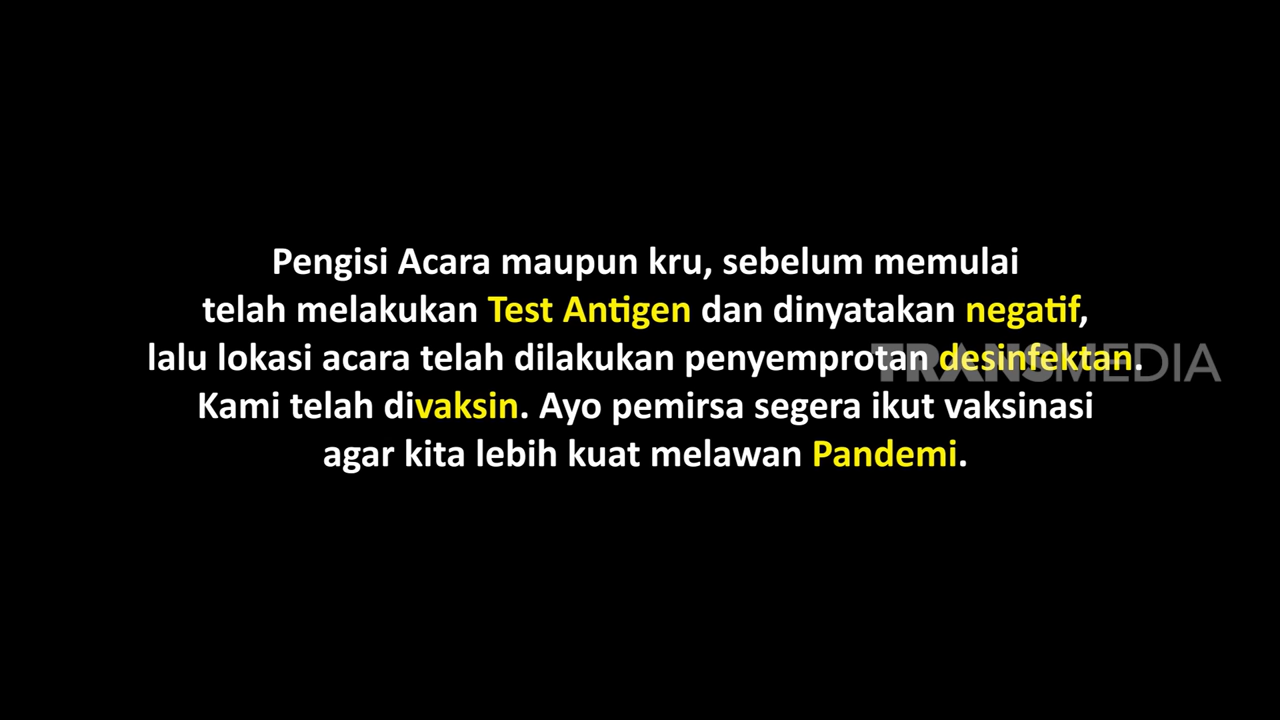 Pengisi Acara maupun kru, sebelum memulai
telah melakukan Test Antigen dan dinyatakan negatif,
lalu lokasi acara telah dilakukan penyemprotan desinfektan.
TRANSMEDIA
Kami telah divaksin. Ayo pemirsa segera ikut vaksinasi
agar kita lebih kuat melawan Pandemi.